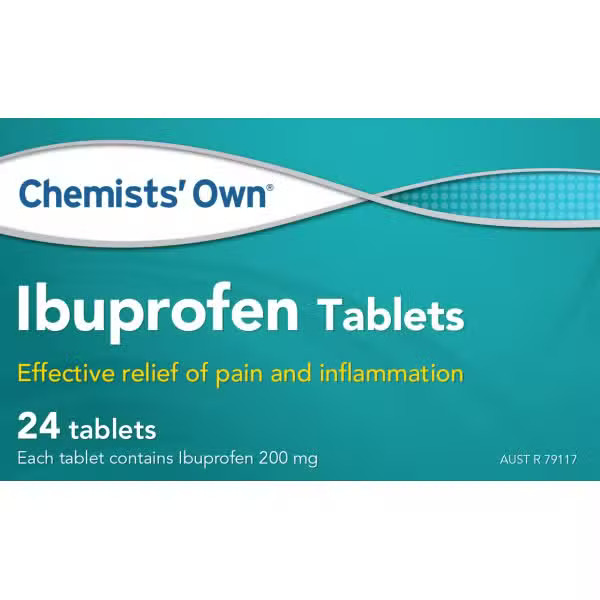 Chemists' Own®
Ibuprofen Tablets
Effective relief of pain and inflammation
24 tablets
Each tablet contains Ibuprofen 200 mg
AUST R 79117